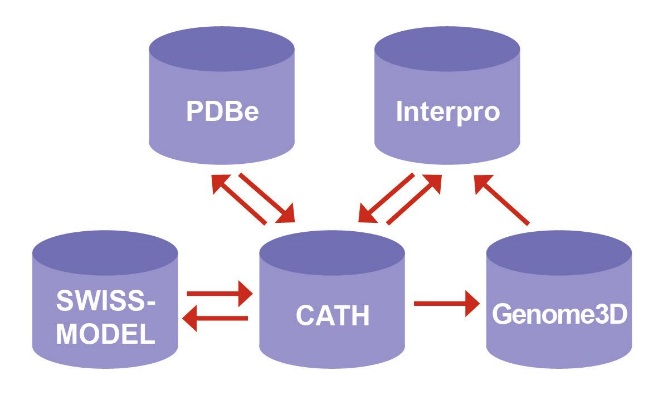 PDBe
Interpro
SWISS-
MODEL
CATH
Genome3D